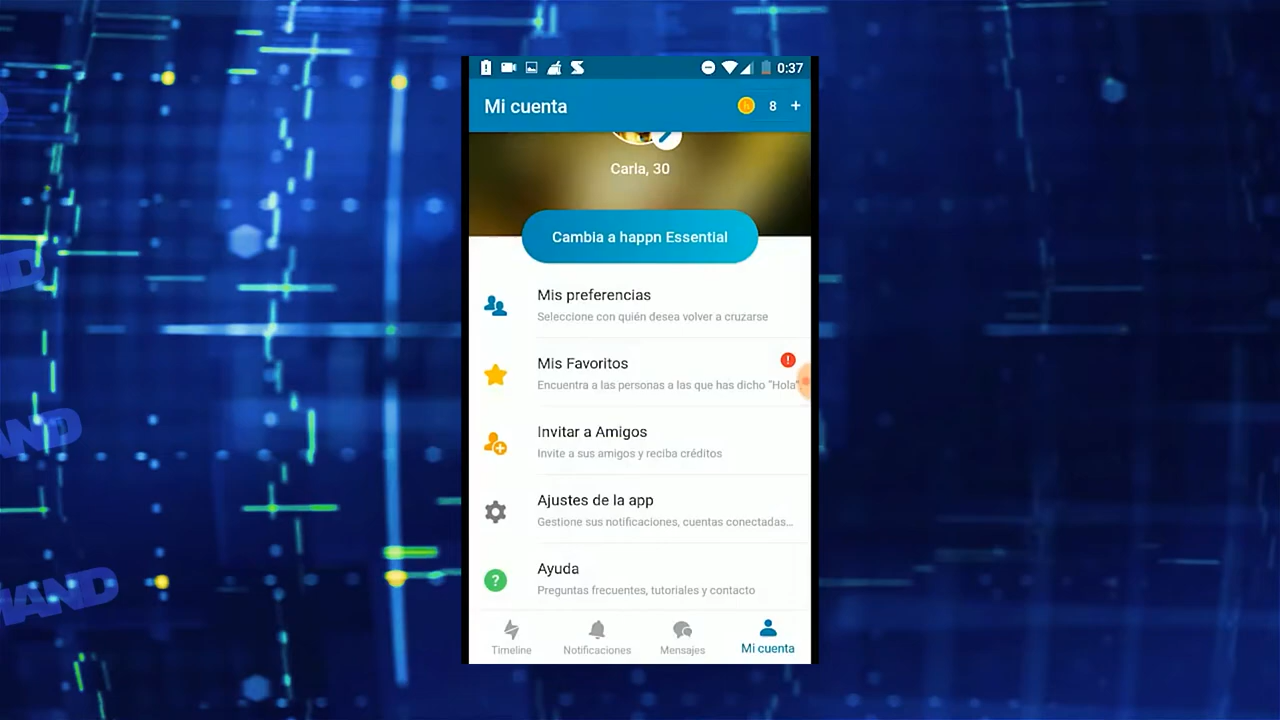 0:37
Mi cuenta
8 +
Carla, 30
Cambia a happn Essential
Mis preferencias
Seleccione con quién desea volver a cruzarse
Mis Favoritos
!
Encuentra a las personas a las que has dicho "Hola"
Invitar a Amigos
Invite a sus amigos y reciba créditos
Ajustes de la app
Gestione sus notificaciones, cuentas conectadas...
?
Ayuda
Preguntas frecuentes, tutoriales y contacto
Timeline
Notificaciones
Mensajes
Mi cuenta